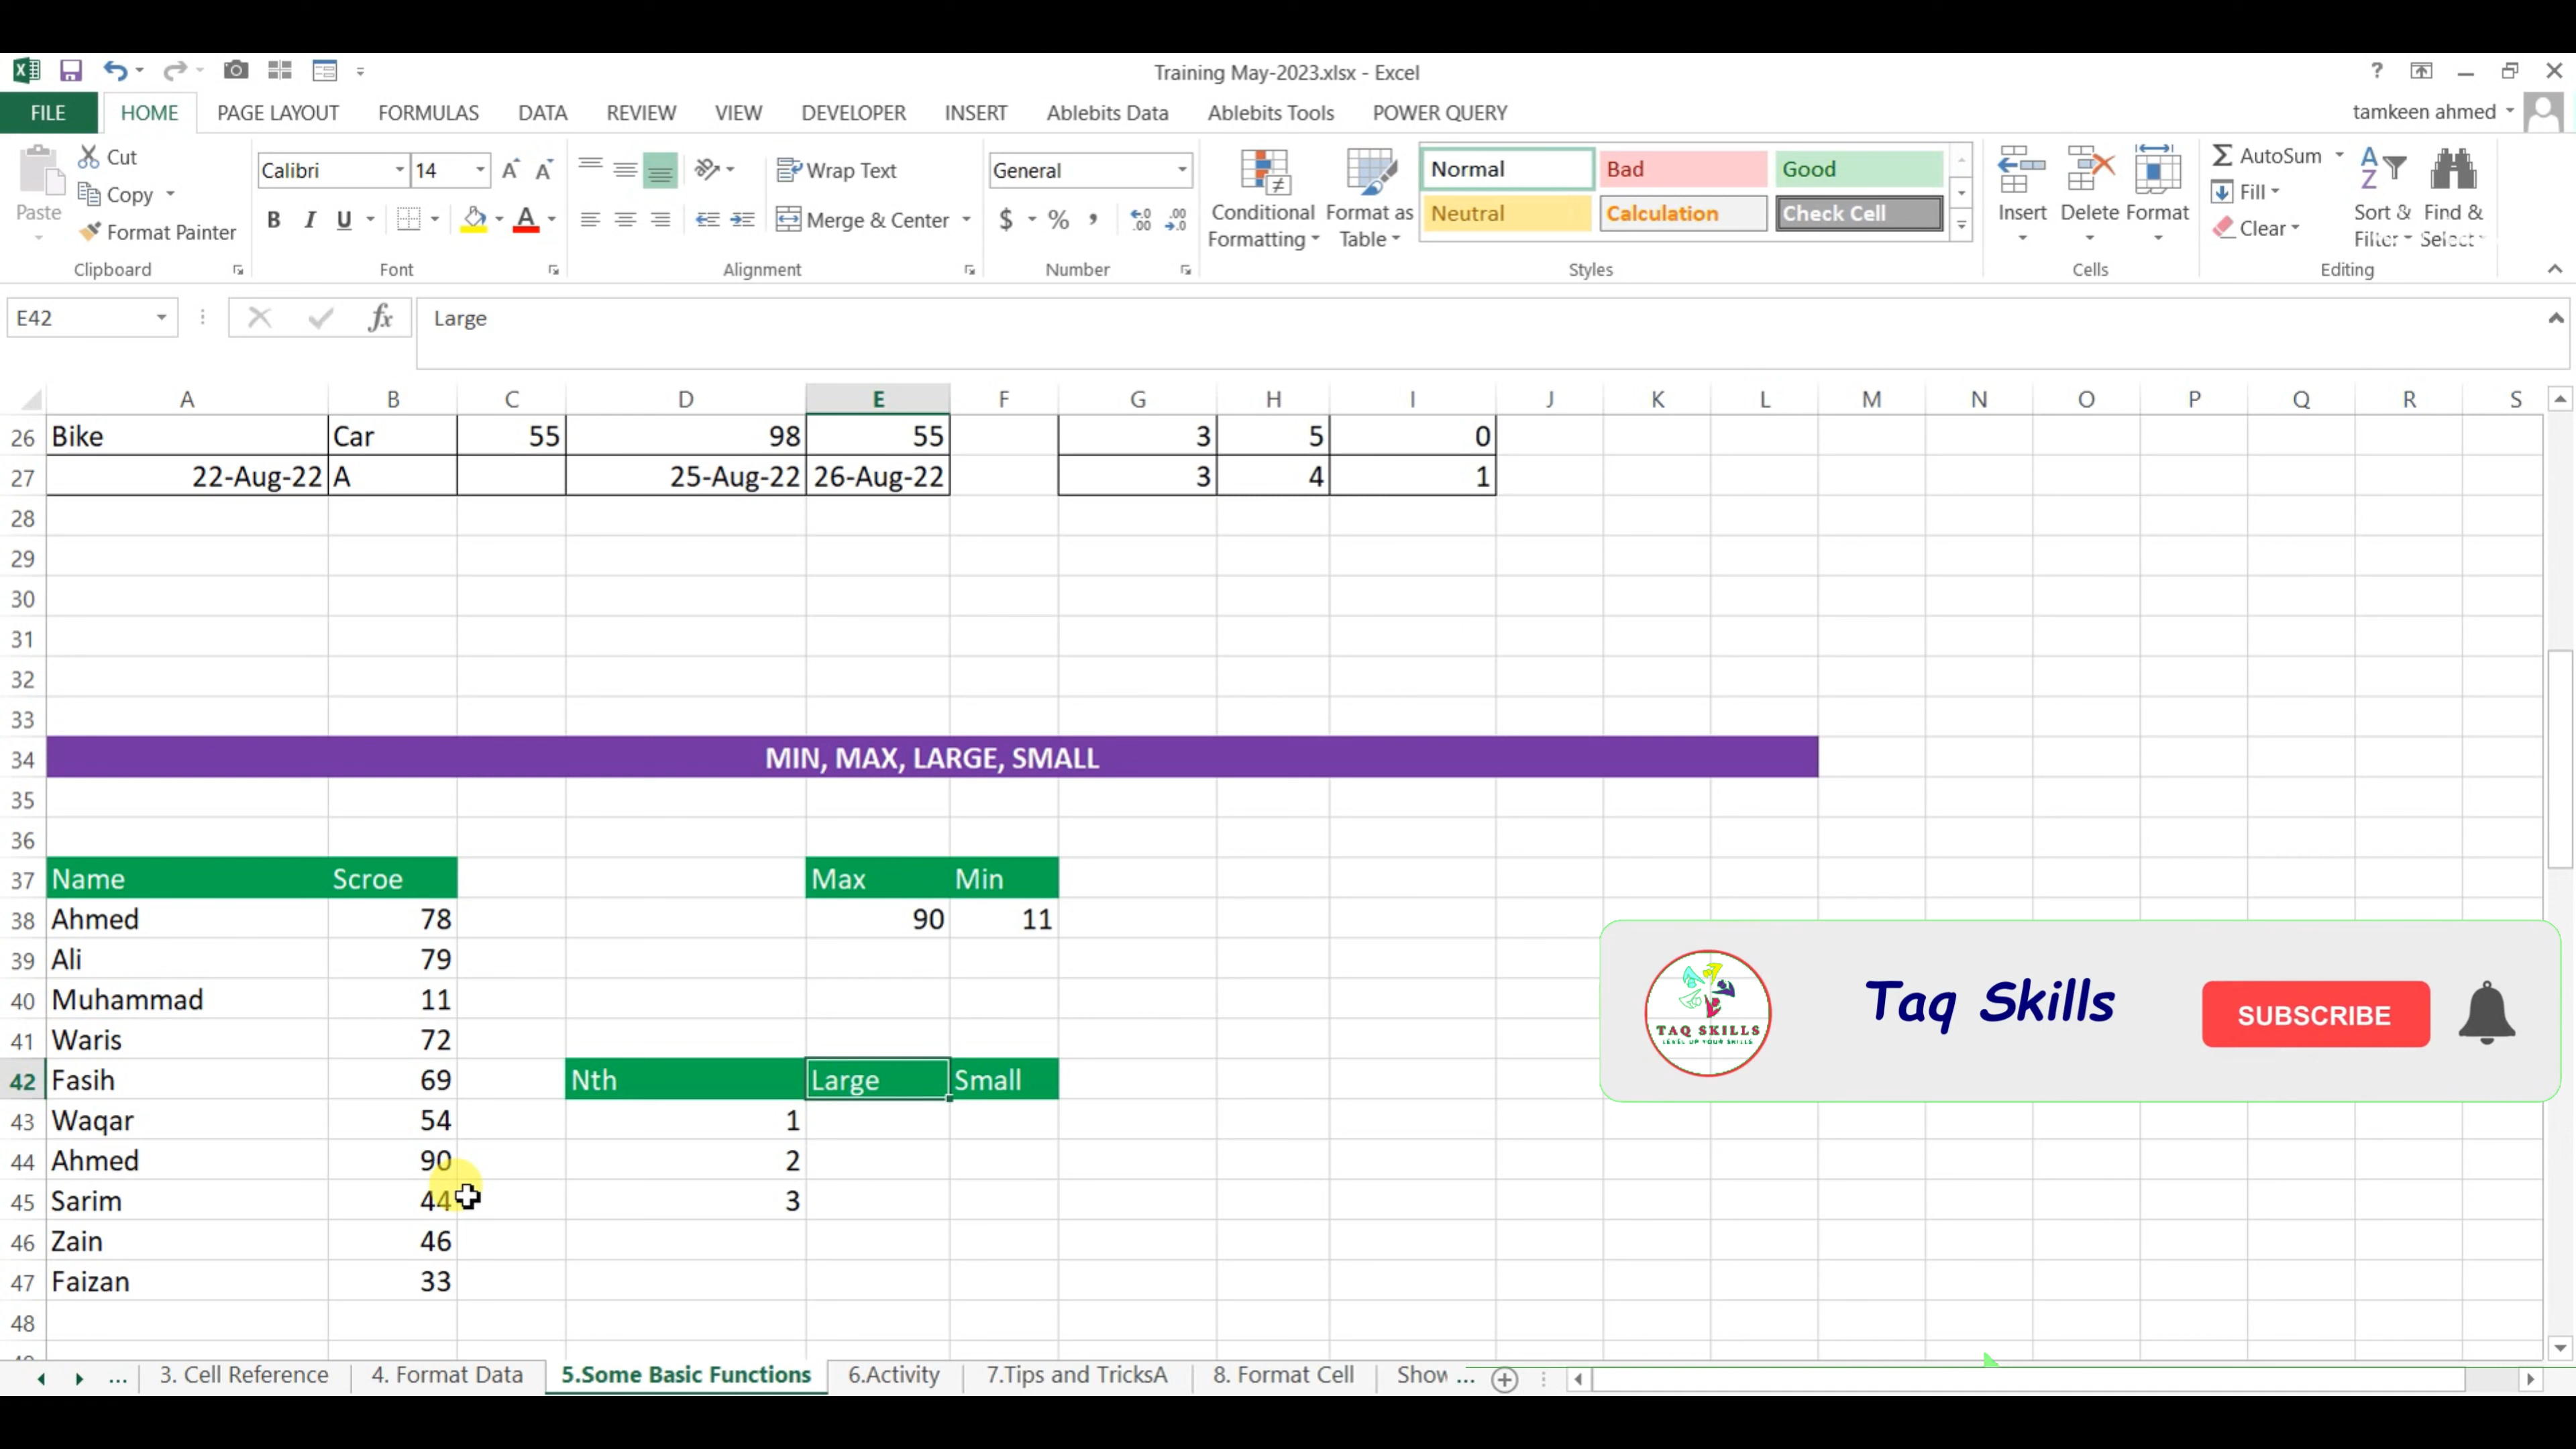 Training May-2023.xlsx - Excel
?
FILE HOME PAGE LAYOUT FORMULAS DATA REVIEW VIEW DEVELOPER INSERT Ablebits Data Ablebits Tools POWER QUERY tamkeen ahmed
Paste Cut Copy Format Painter Clipboard
Calibri 14 B I U Font
Wrap Text Merge & Center Alignment
General $ % , Number
Conditional Formatting Format as Table Normal Bad Good
Neutral Calculation Check Cell Styles
Insert Delete Format Cells
AutoSum Fill Clear Sort & Filter Find & Select Editing
E42 fx Large
A B C D E F G H I J K L M N O P Q R S
26 Bike Car 55 98 55 3 5 0
27 22-Aug-22 A 25-Aug-22 26-Aug-22 3 4 1
28
29
30
31
32
33
34 MIN, MAX, LARGE, SMALL
35
36
37 Name Scroe Max Min
38 Ahmed 78 90 11
39 Ali 79
40 Muhammad 11
41 Waris 72
42 Fasih 69 Nth Large Small
43 Waqar 54 1
44 Ahmed 90 2
45 Sarim 44 3
46 Zain 46
47 Faizan 33
48
TAQ SKILLS
LEVEL UP YOUR SKILLS
Taq Skills
SUBSCRIBE
... 3. Cell Reference 4. Format Data 5.Some Basic Functions 6.Activity 7.Tips and TricksA 8. Format Cell Show ...